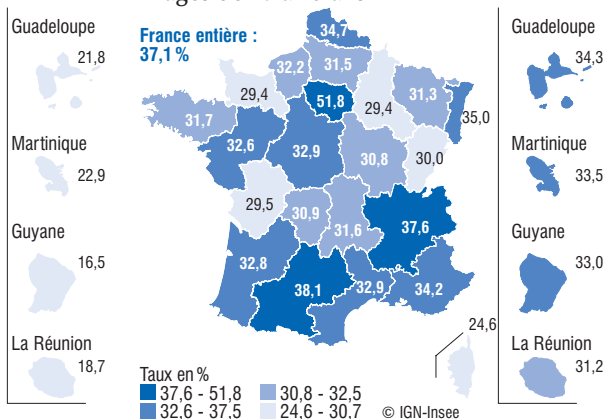 Guadeloupe
21,8
Martinique
22,9
Guyane
16,5
La Réunion
18,7
France entière :
37,1 %
34,7
32,2
31,5
29,4
51,8
29,4
31,3
35,0
31,7
32,6
32,9
30,8
30,0
29,5
30,9
31,6
37,6
32,8
38,1
32,9
34,2
24,6
Taux en %
37,6 - 51,8
30,8 - 32,5
32,6 - 37,5
24,6 - 30,7
© IGN-Insee
Guadeloupe
34,3
Martinique
33,5
Guyane
33,0
La Réunion
31,2